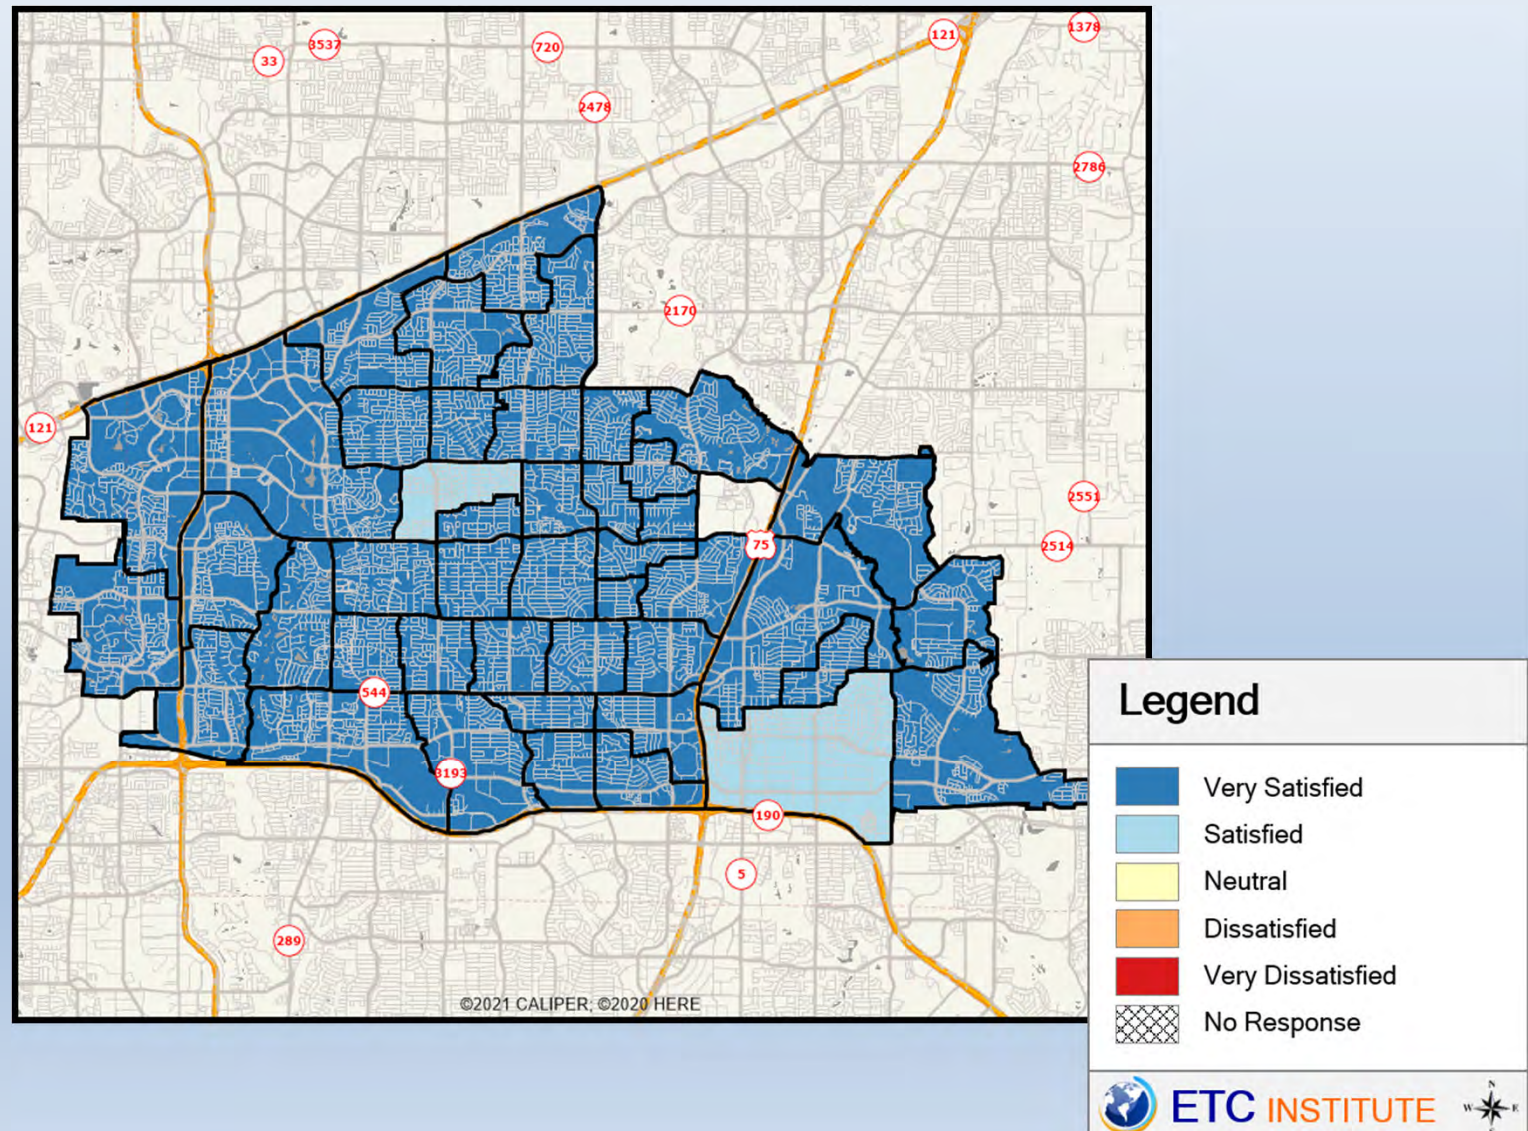 121
1378
3537
720
33
2478
2786
2170
121
2551
75
2514
544
3193
190
5
289
©2021 CALIPER; ©2020 HERE
Legend
Very Satisfied
Satisfied
Neutral
Dissatisfied
Very Dissatisfied
No Response
ETC INSTITUTE
N
W
E
S